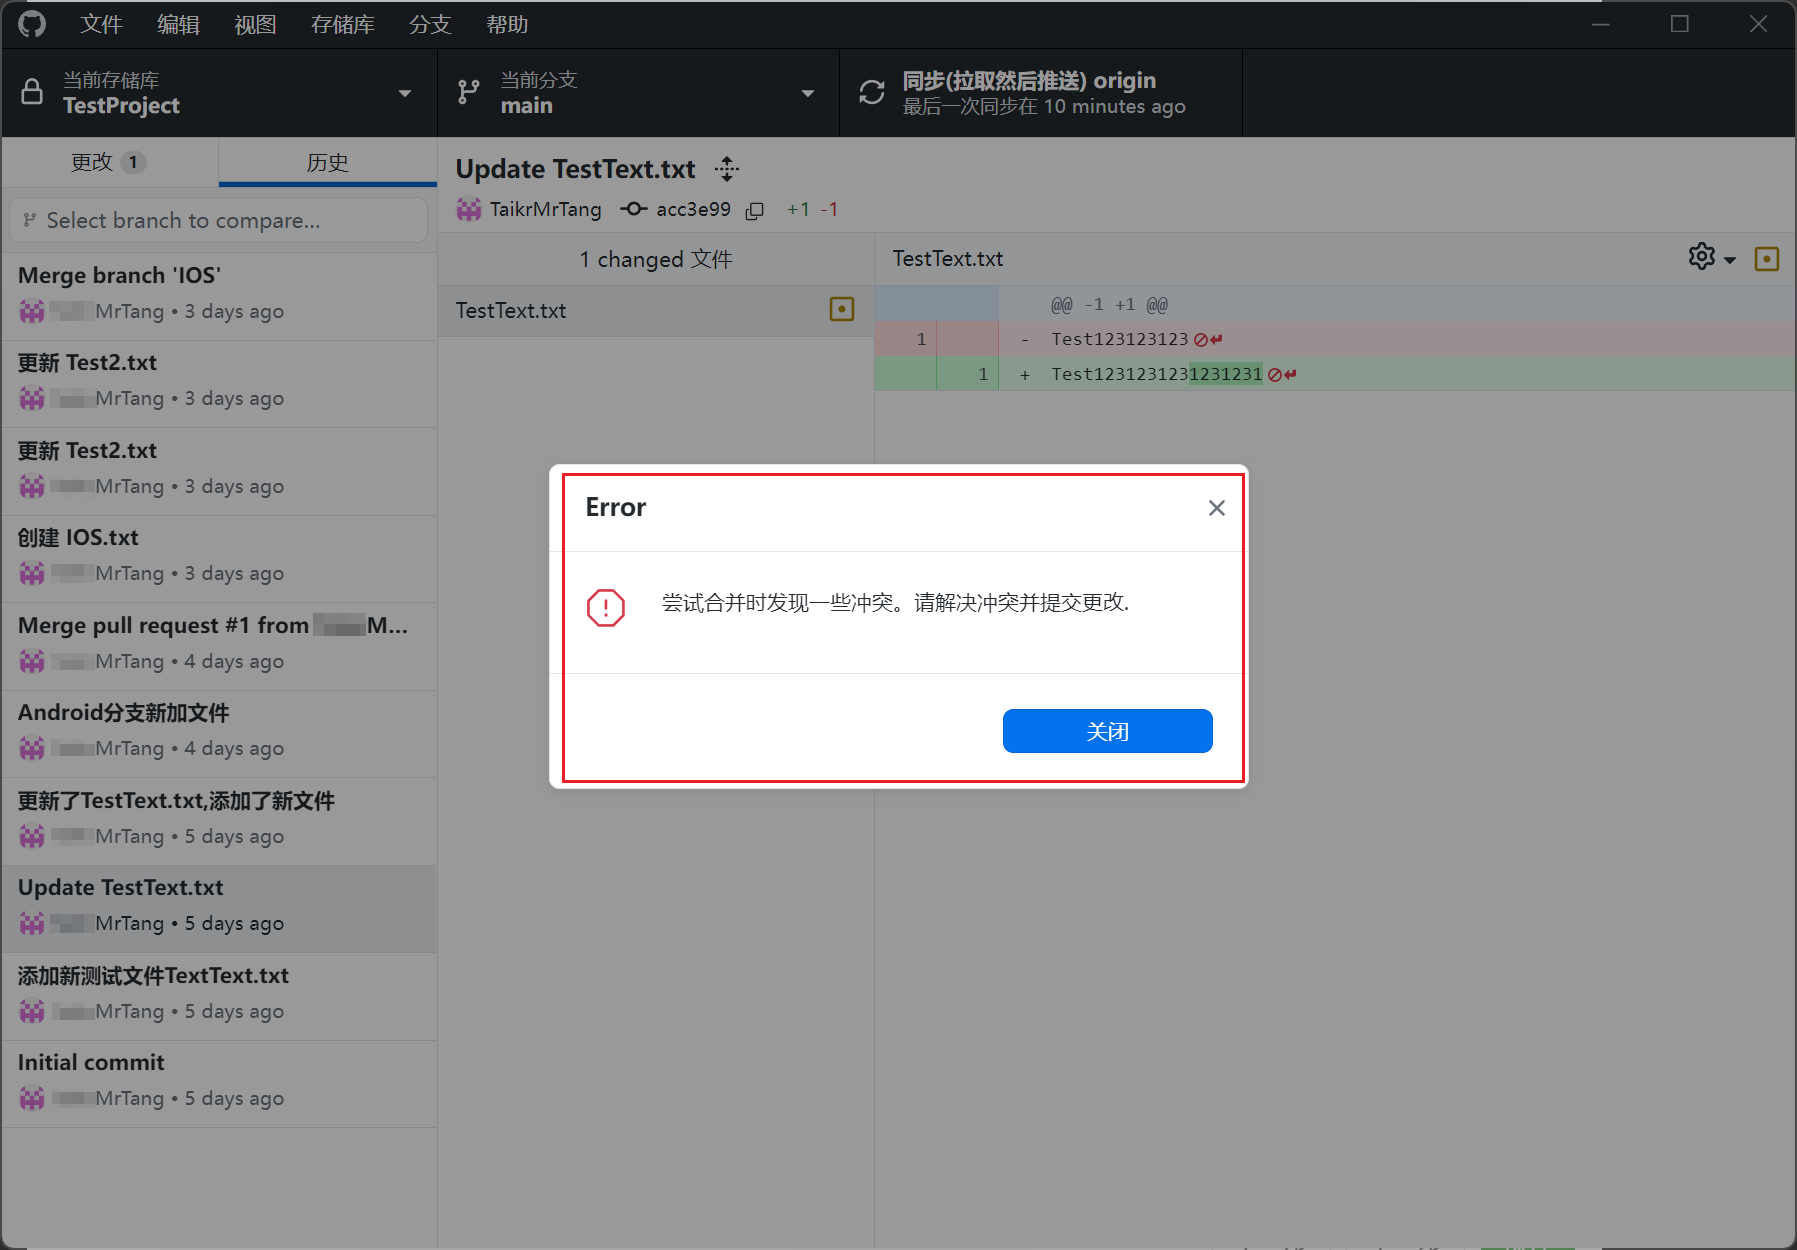 文件 编辑 视图 存储库 分支 帮助
当前存储库
TestProject
当前分支
main
同步(拉取然后推送) origin
最后一次同步在 10 minutes ago
更改 1
历史
Select branch to compare...
Merge branch 'IOS'
MrTang • 3 days ago
更新 Test2.txt
MrTang • 3 days ago
更新 Test2.txt
MrTang • 3 days ago
创建 IOS.txt
MrTang • 3 days ago
Merge pull request #1 from M...
MrTang • 4 days ago
Android分支新加文件
MrTang • 4 days ago
更新了TestText.txt,添加了新文件
MrTang • 5 days ago
Update TestText.txt
MrTang • 5 days ago
添加新测试文件TextText.txt
MrTang • 5 days ago
Initial commit
MrTang • 5 days ago
Update TestText.txt
TaikrMrTang acc3e99 +1 -1
1 changed 文件
TestText.txt
TestText.txt
@@ -1 +1 @@
1 - Test123123123
1 + Test1231231231231231
Error
尝试合并时发现一些冲突。请解决冲突并提交更改.
关闭